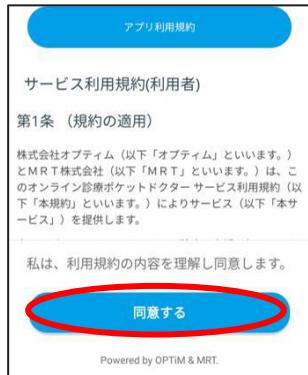 アプリ利用規約
サービス利用規約(利用者)
第1条 （規約の適用）
株式会社オプティム（以下「オプティム」といいます。）
とMRT株式会社（以下「MRT」といいます。）は、こ
のオンライン診療ポケットドクター サービス利用規約（以
下「本規約」といいます。）によりサービス（以下「本サ
ービス」）を提供します。
私は、利用規約の内容を理解し同意します。
同意する
Powered by OPTiM & MRT.